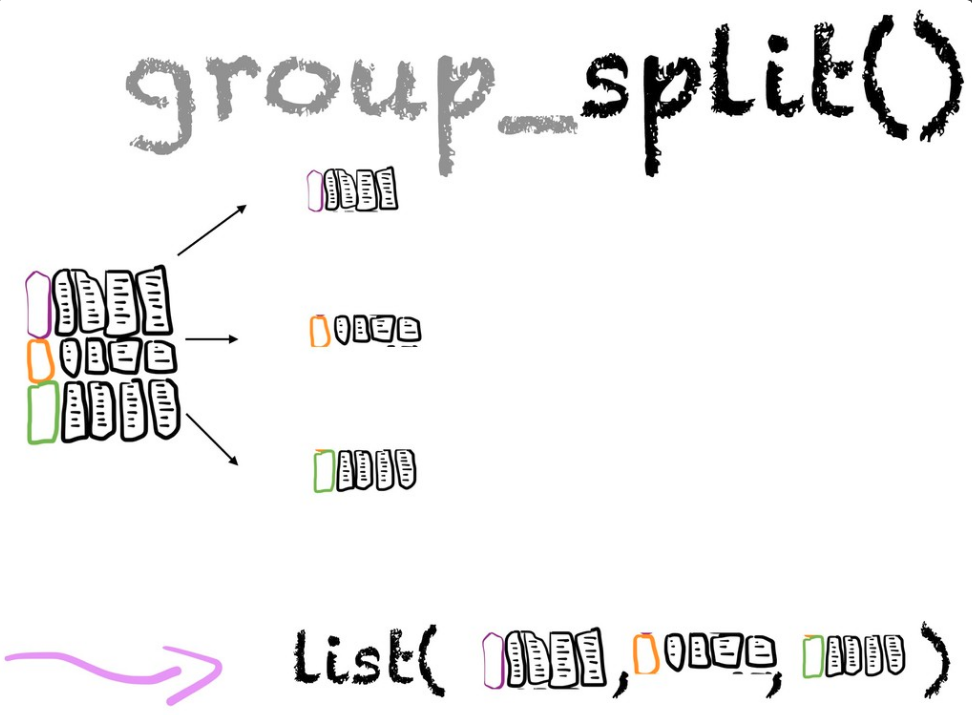 group_split()
list( , , )